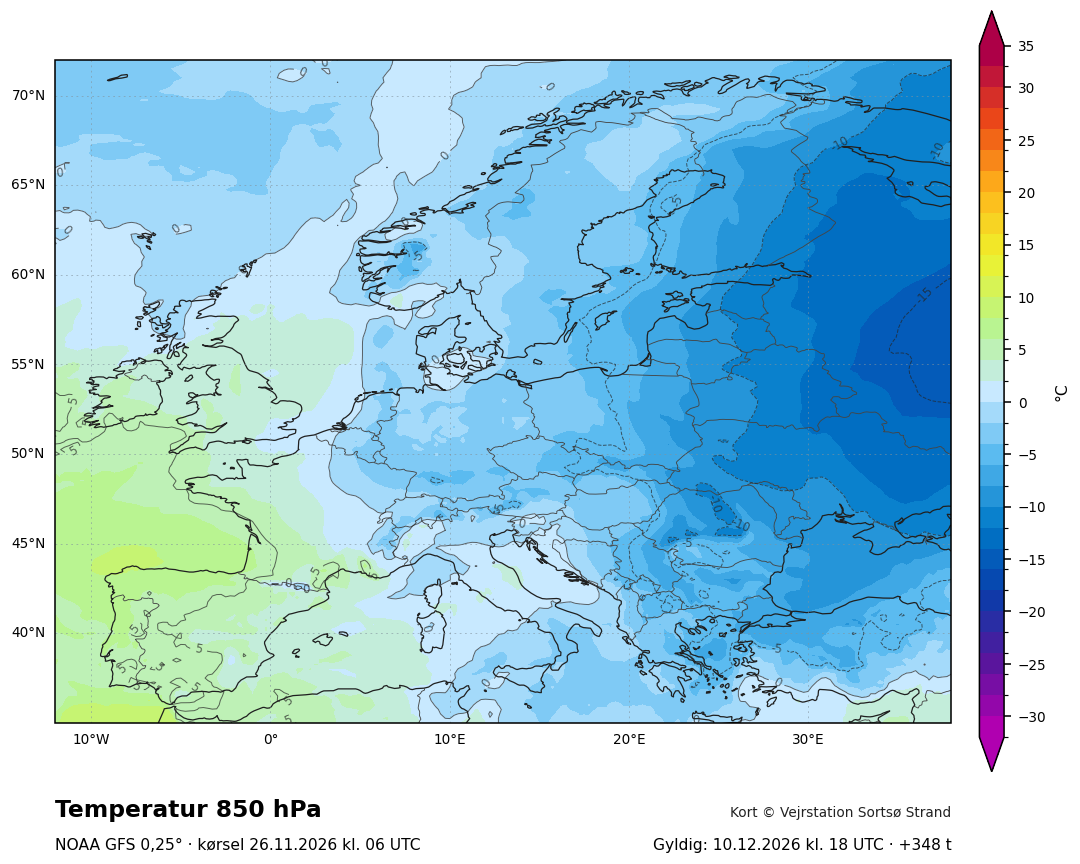 70°N
65°N
60°N
55°N
50°N
45°N
40°N
10°W 0° 10°E 20°E 30°E
35
30
25
20
15
10
5
0
−5
−10
−15
−20
−25
−30
°C
Temperatur 850 hPa
Kort © Vejrstation Sortsø Strand
NOAA GFS 0,25° · kørsel 26.11.2026 kl. 06 UTC
Gyldig: 10.12.2026 kl. 18 UTC · +348 t